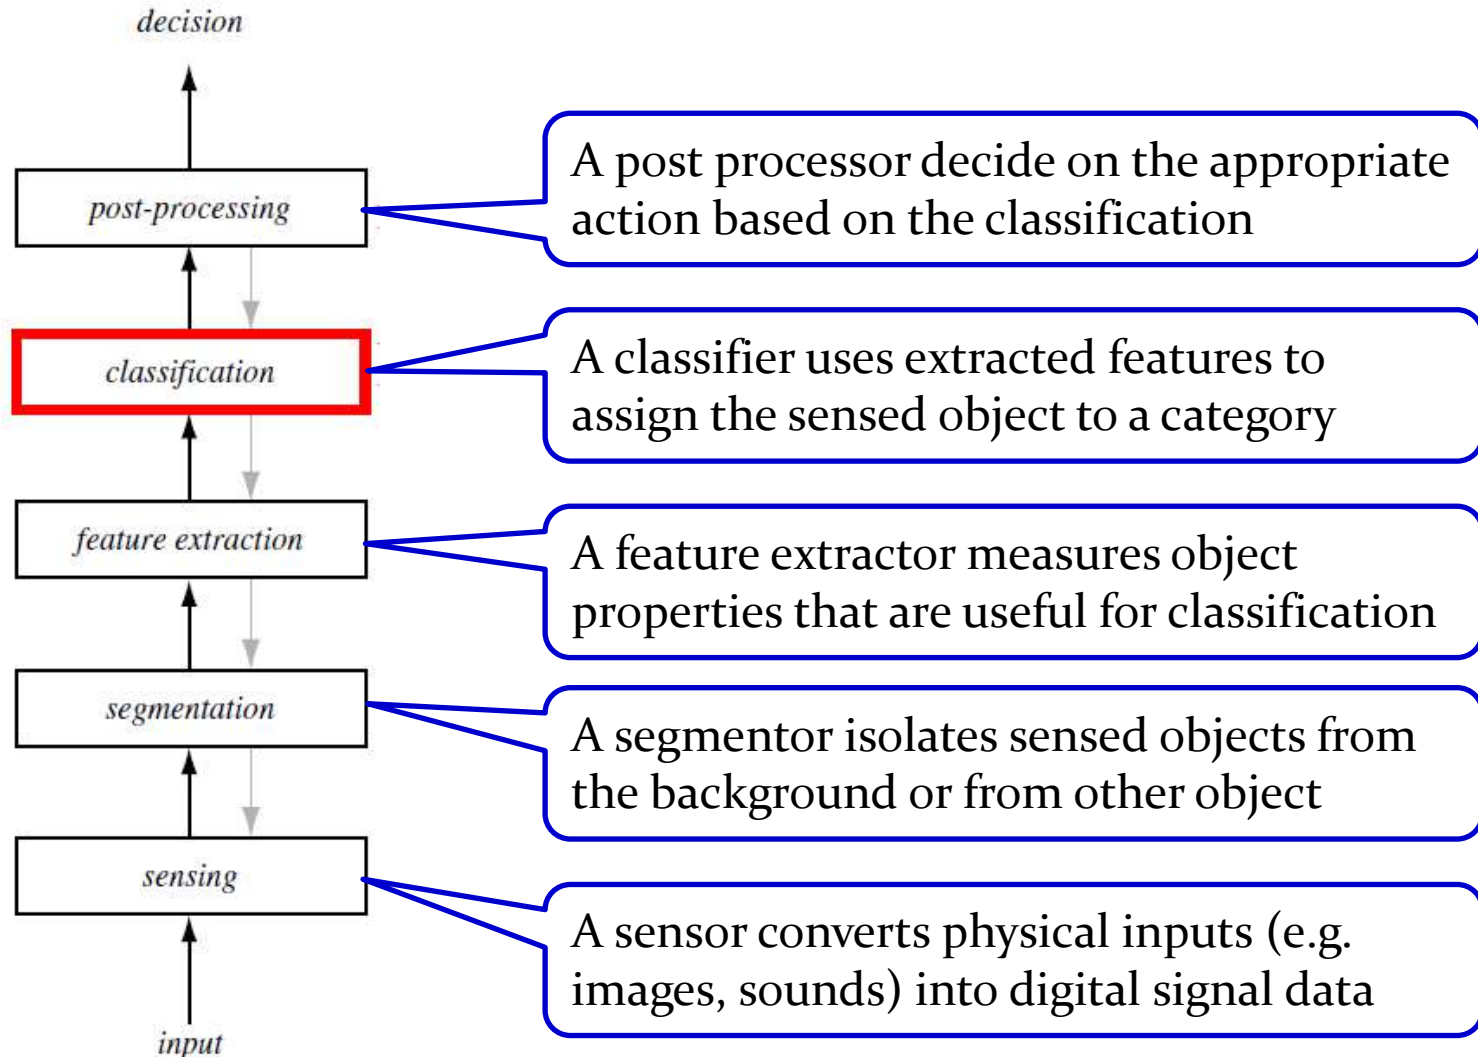 decision
post-processing
A post processor decide on the appropriate
action based on the classification
classification
A classifier uses extracted features to
assign the sensed object to a category
feature extraction
A feature extractor measures object
properties that are useful for classification
segmentation
A segmentor isolates sensed objects from
the background or from other object
sensing
A sensor converts physical inputs (e.g.
images, sounds) into digital signal data
input